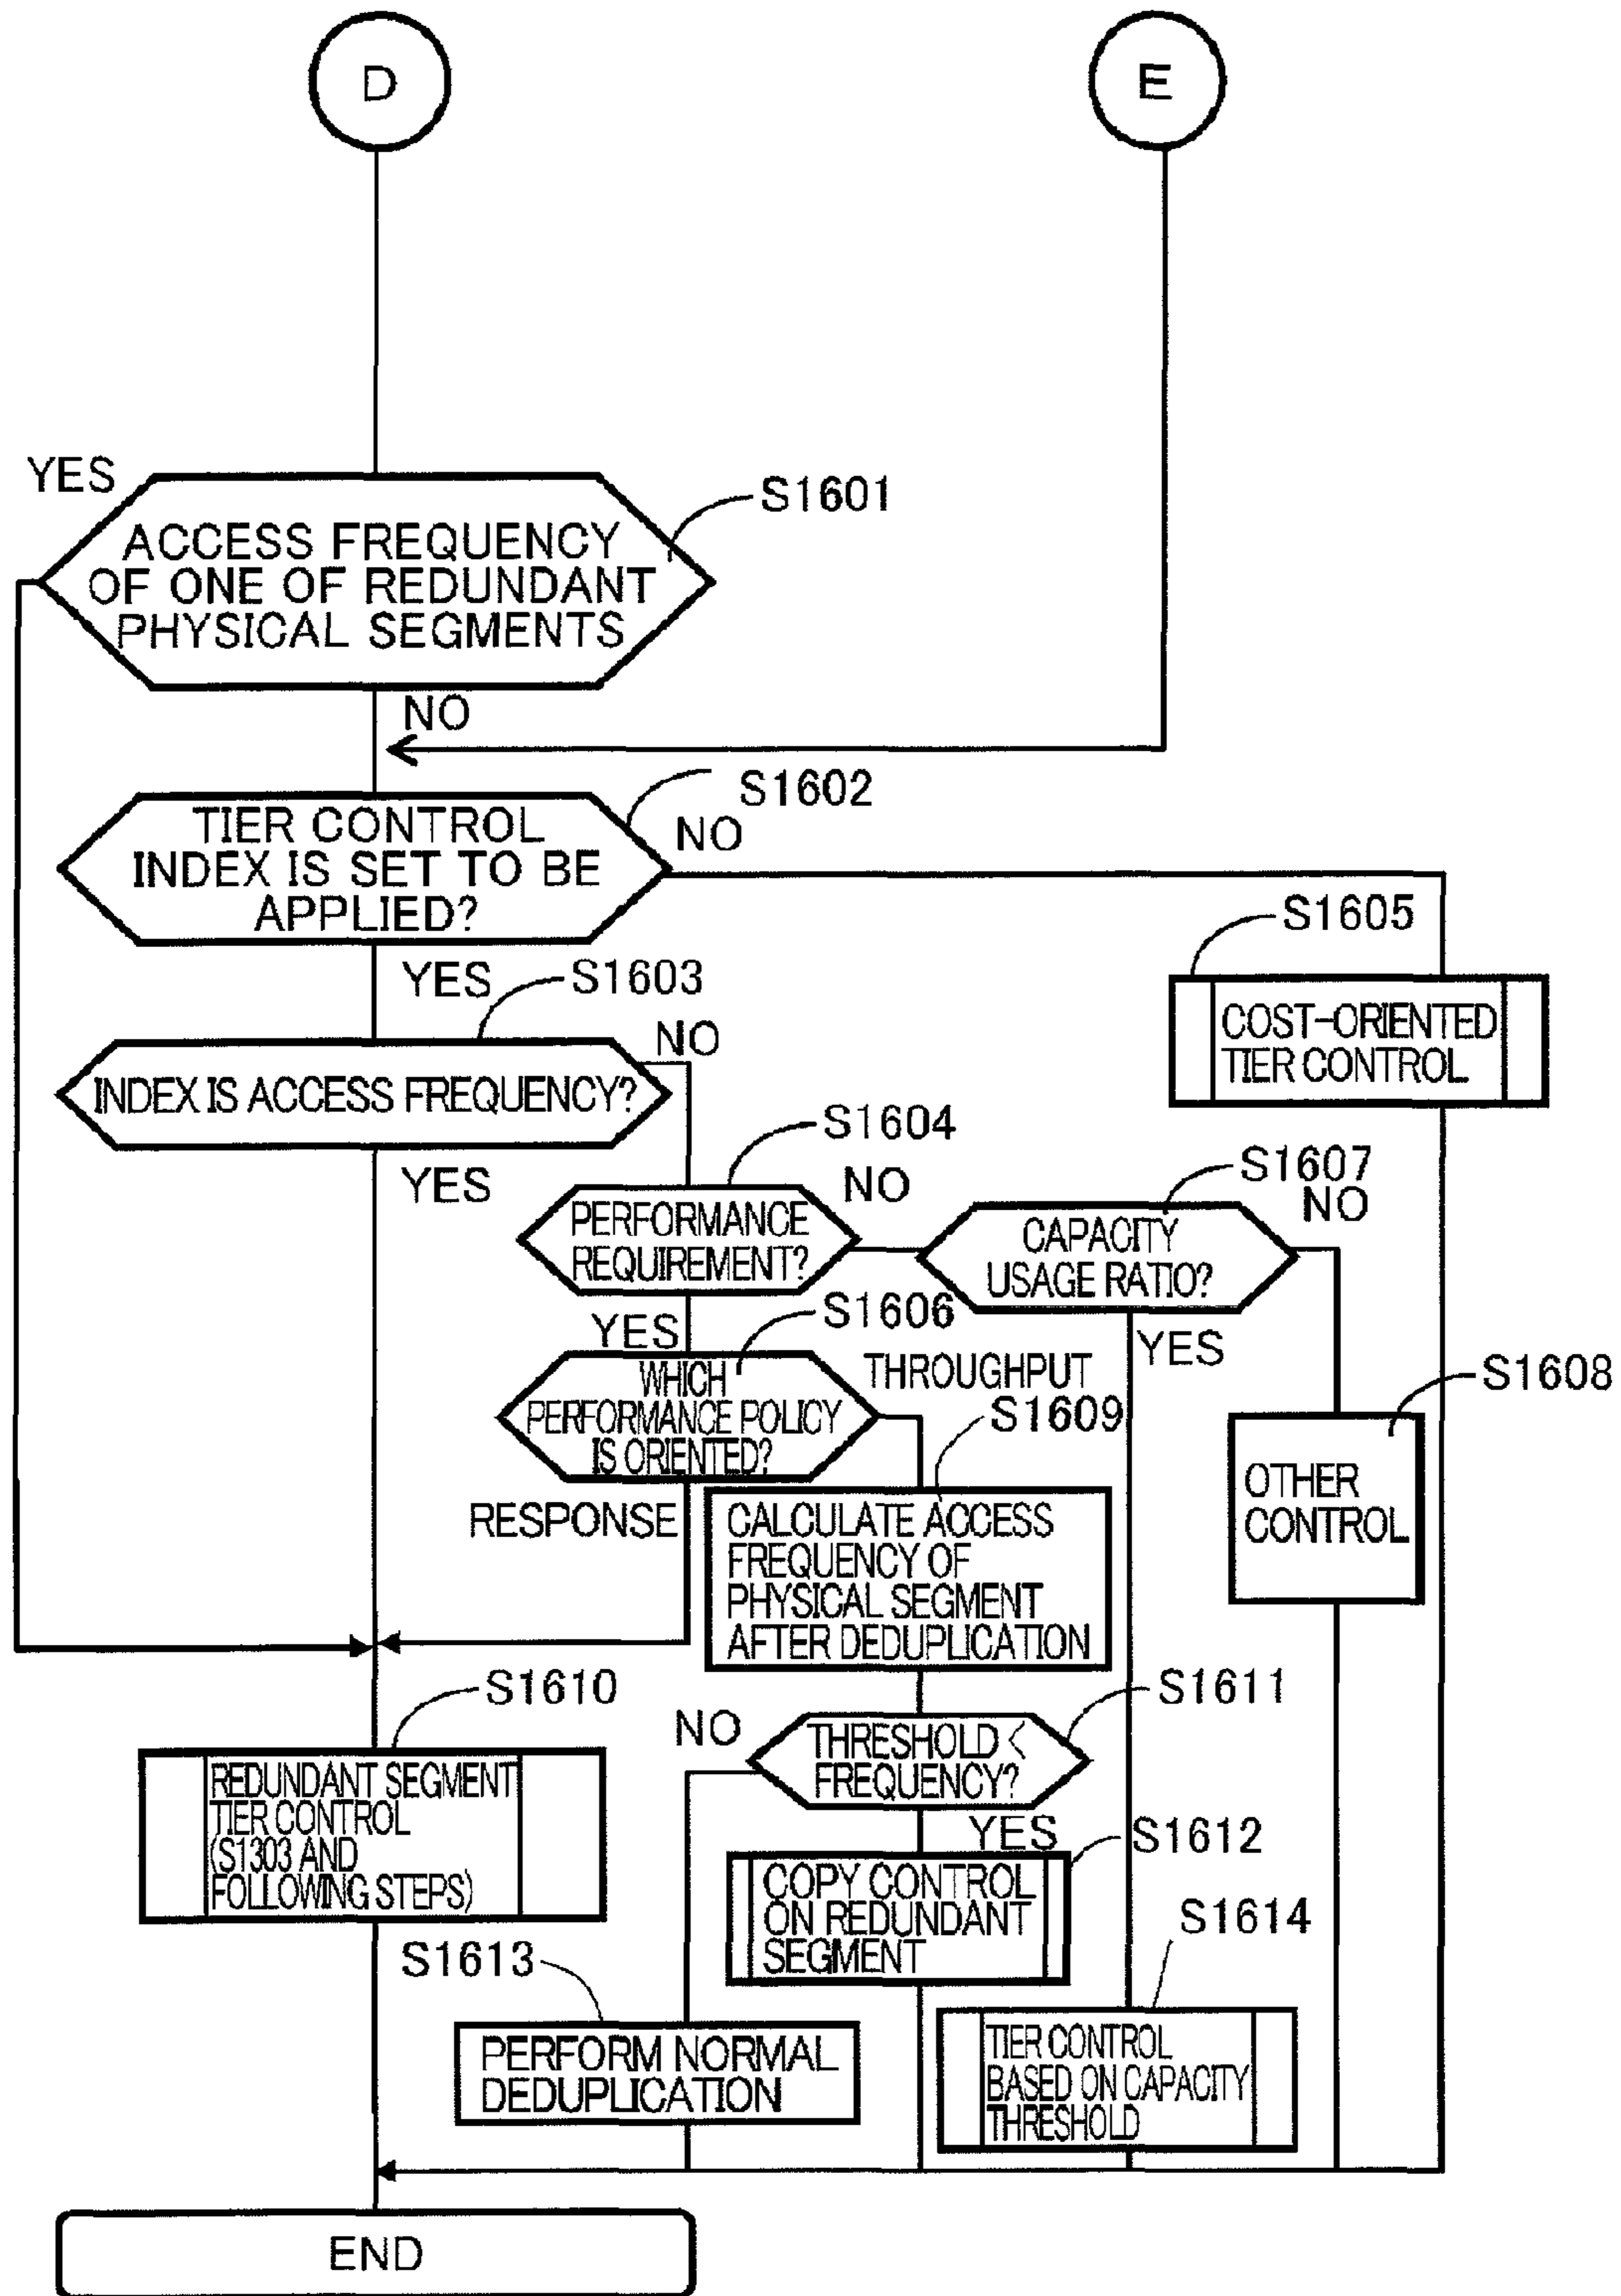 D
E
YES
S1601
ACCESS FREQUENCY
OF ONE OF REDUNDANT
PHYSICAL SEGMENTS
NO
S1602
TIER CONTROL
INDEX IS SET TO BE
APPLIED?
NO
S1605
COST-ORIENTED
TIER CONTROL
YES
S1603
INDEX IS ACCESS FREQUENCY?
NO
YES
S1604
PERFORMANCE
REQUIREMENT?
NO
S1607
CAPACITY
USAGE RATIO?
NO
YES
S1606
WHICH
PERFORMANCE POLICY
IS ORIENTED?
THROUGHPUT
YES
S1608
OTHER
CONTROL
RESPONSE
S1609
CALCULATE ACCESS
FREQUENCY OF
PHYSICAL SEGMENT
AFTER DEDUPLICATION
S1610
REDUNDANT SEGMENT
TIER CONTROL
(S1303 AND
FOLLOWING STEPS)
NO
S1611
THRESHOLD <
FREQUENCY?
YES
S1612
COPY CONTROL
ON REDUNDANT
SEGMENT
S1613
PERFORM NORMAL
DEDUPLICATION
S1614
TIER CONTROL
BASED ON CAPACITY
THRESHOLD
END